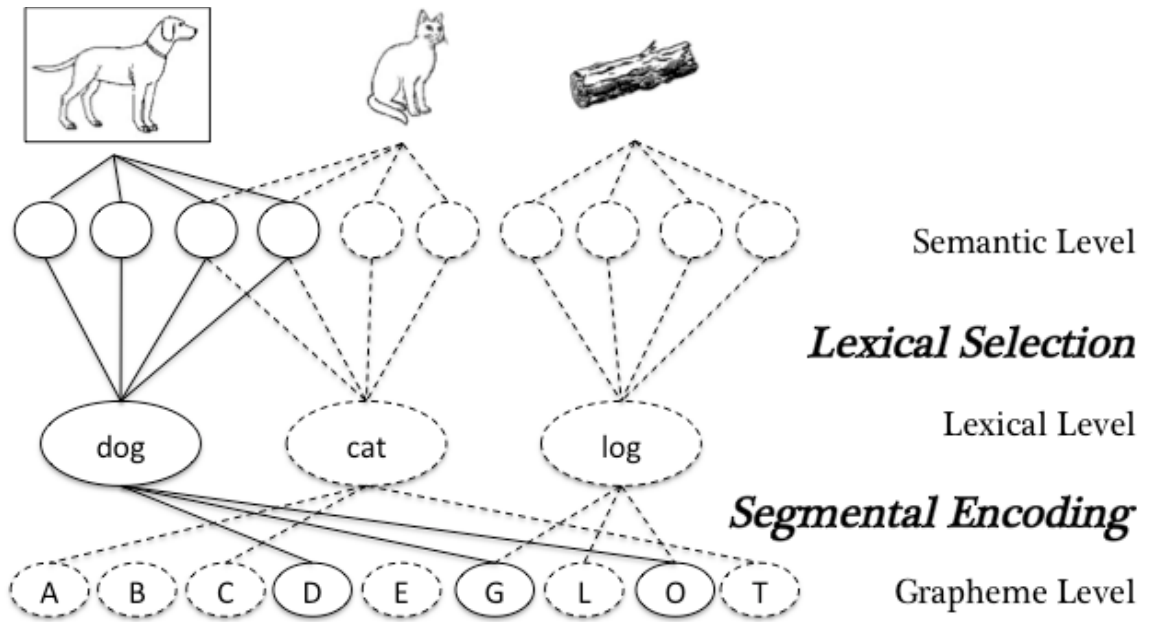 Semantic Level
Lexical Selection
dog cat log
Lexical Level
Segmental Encoding
A B C D E G L O T
Grapheme Level